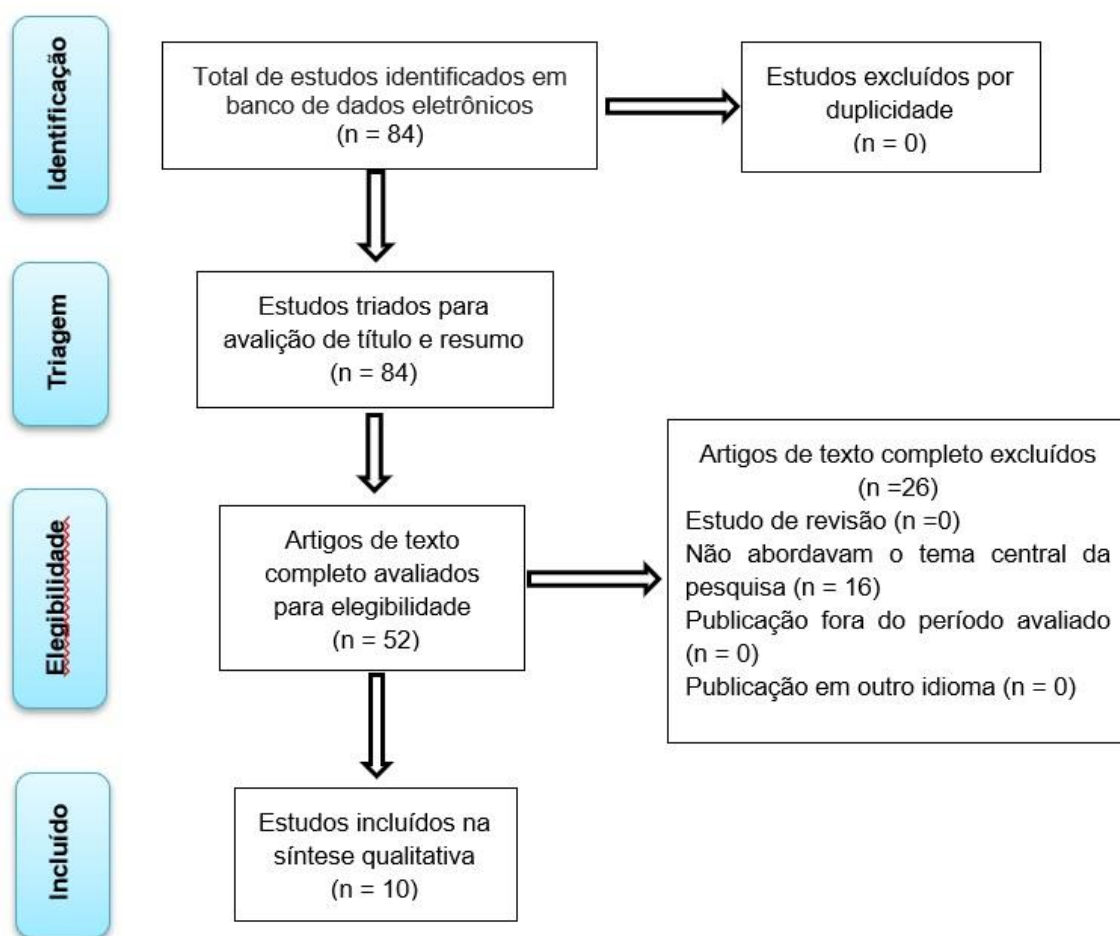 Identificação
Total de estudos identificados em
banco de dados eletrônicos
(n = 84)
Estudos excluídos por
duplicidade
(n = 0)
Triagem
Estudos triados para
avalição de título e resumo
(n = 84)
Elegibilidade
Artigos de texto
completo avaliados
para elegibilidade
(n = 52)
Artigos de texto completo excluídos
(n =26)
Estudo de revisão (n =0)
Não abordavam o tema central da
pesquisa (n = 16)
Publicação fora do período avaliado
(n = 0)
Publicação em outro idioma (n = 0)
Incluído
Estudos incluídos na
síntese qualitativa
(n = 10)